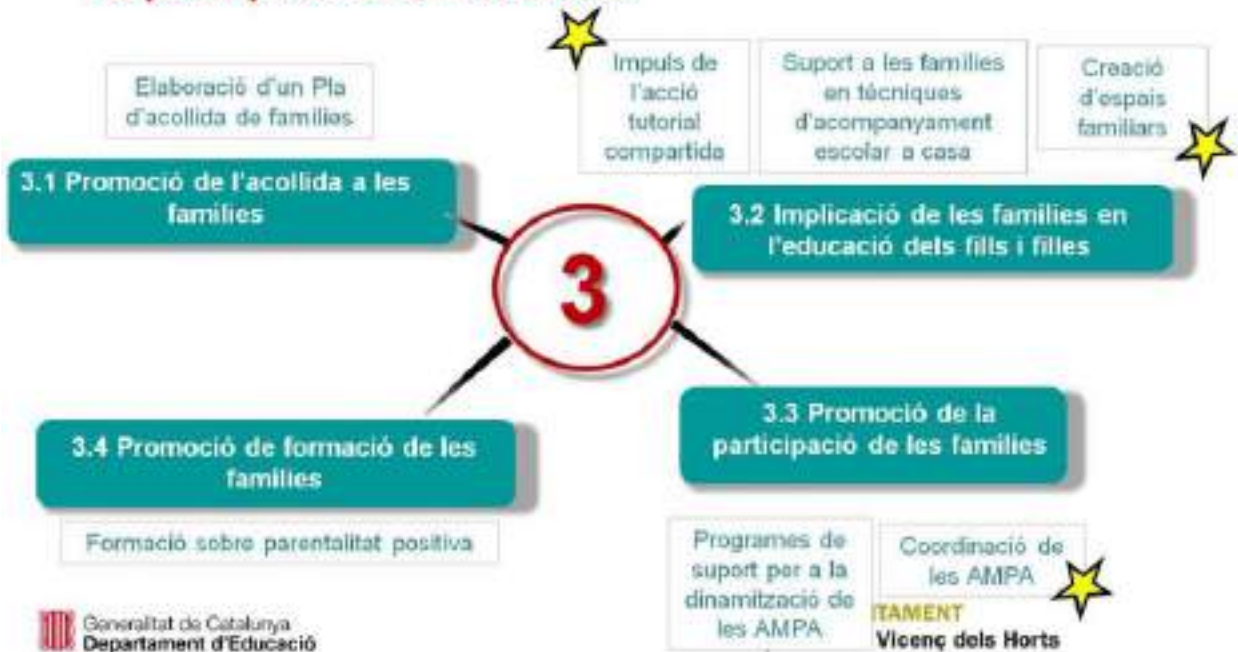 Elaboració d'un Pla
d'acollida de famílies
Impuls de
l'acció
tutorial
compartida
Suport a les famílies
en tècniques
d'acompanyament
escolar a casa
Creació
d'espais
familiars
3.1 Promoció de l'acollida a les
famílies
3.2 Implicació de les famílies en
l'educació dels fills i filles
3
3.4 Promoció de formació de les
famílies
3.3 Promoció de la
participació de les famílies
Formació sobre parentalitat positiva
Programes de
suport per a la
dinamització de
les AMPA
Coordinació de
les AMPA
Generalitat de Catalunya
Departament d'Educació
TAMENT
Vicenç dels Horts